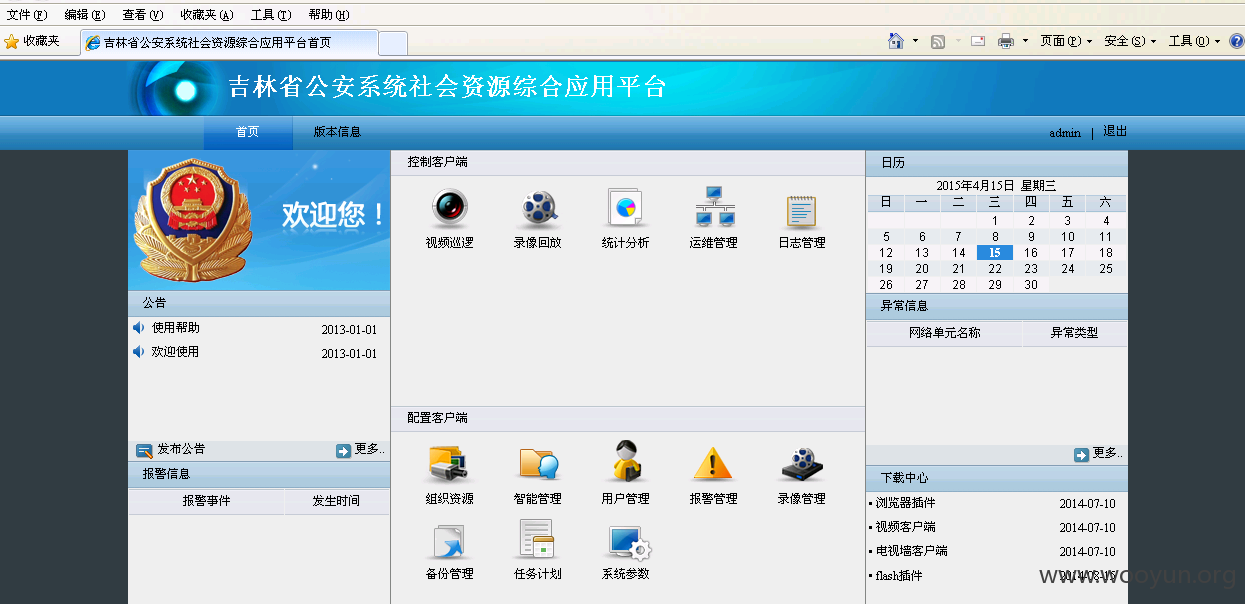 文件(F) 编辑(E) 查看(V) 收藏夹(A) 工具(T) 帮助(H)
收藏夹 吉林省公安系统社会资源综合应用平台首页 页面(P) 安全(S) 工具(O)
吉林省公安系统社会资源综合应用平台
首页 版本信息 admin | 退出
欢迎您！
公告
使用帮助 2013-01-01
欢迎使用 2013-01-01
发布公告 更多..
报警信息
报警事件 发生时间
控制客户端
视频巡逻 录像回放 统计分析 运维管理 日志管理
配置客户端
组织资源 智能管理 用户管理 报警管理 录像管理
备份管理 任务计划 系统参数
日历
2015年4月15日 星期三
日 一 二 三 四 五 六
1 2 3 4
5 6 7 8 9 10 11
12 13 14 15 16 17 18
19 20 21 22 23 24 25
26 27 28 29 30
异常信息
网络单元名称 异常类型
更多..
下载中心
浏览器插件 2014-07-10
视频客户端 2014-07-10
电视墙客户端 2014-07-10
flash插件
www.wooyun.org